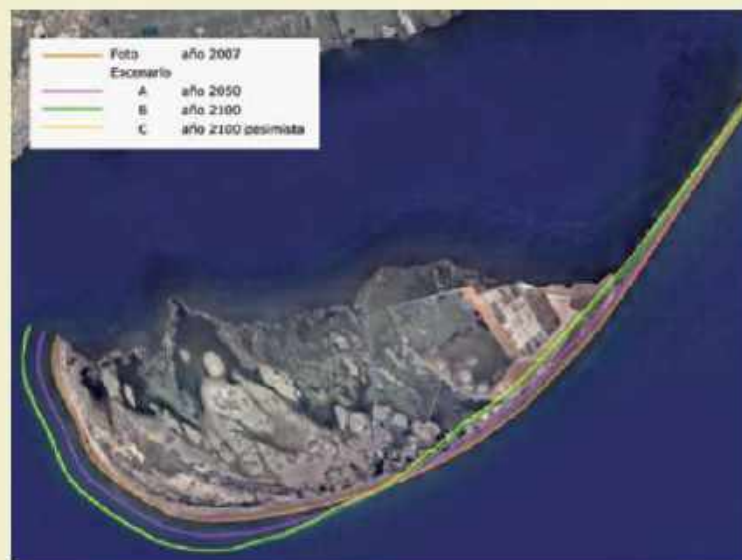 Foto año 2007
Escenario
A año 2050
B año 2100
C año 2100 pesimista